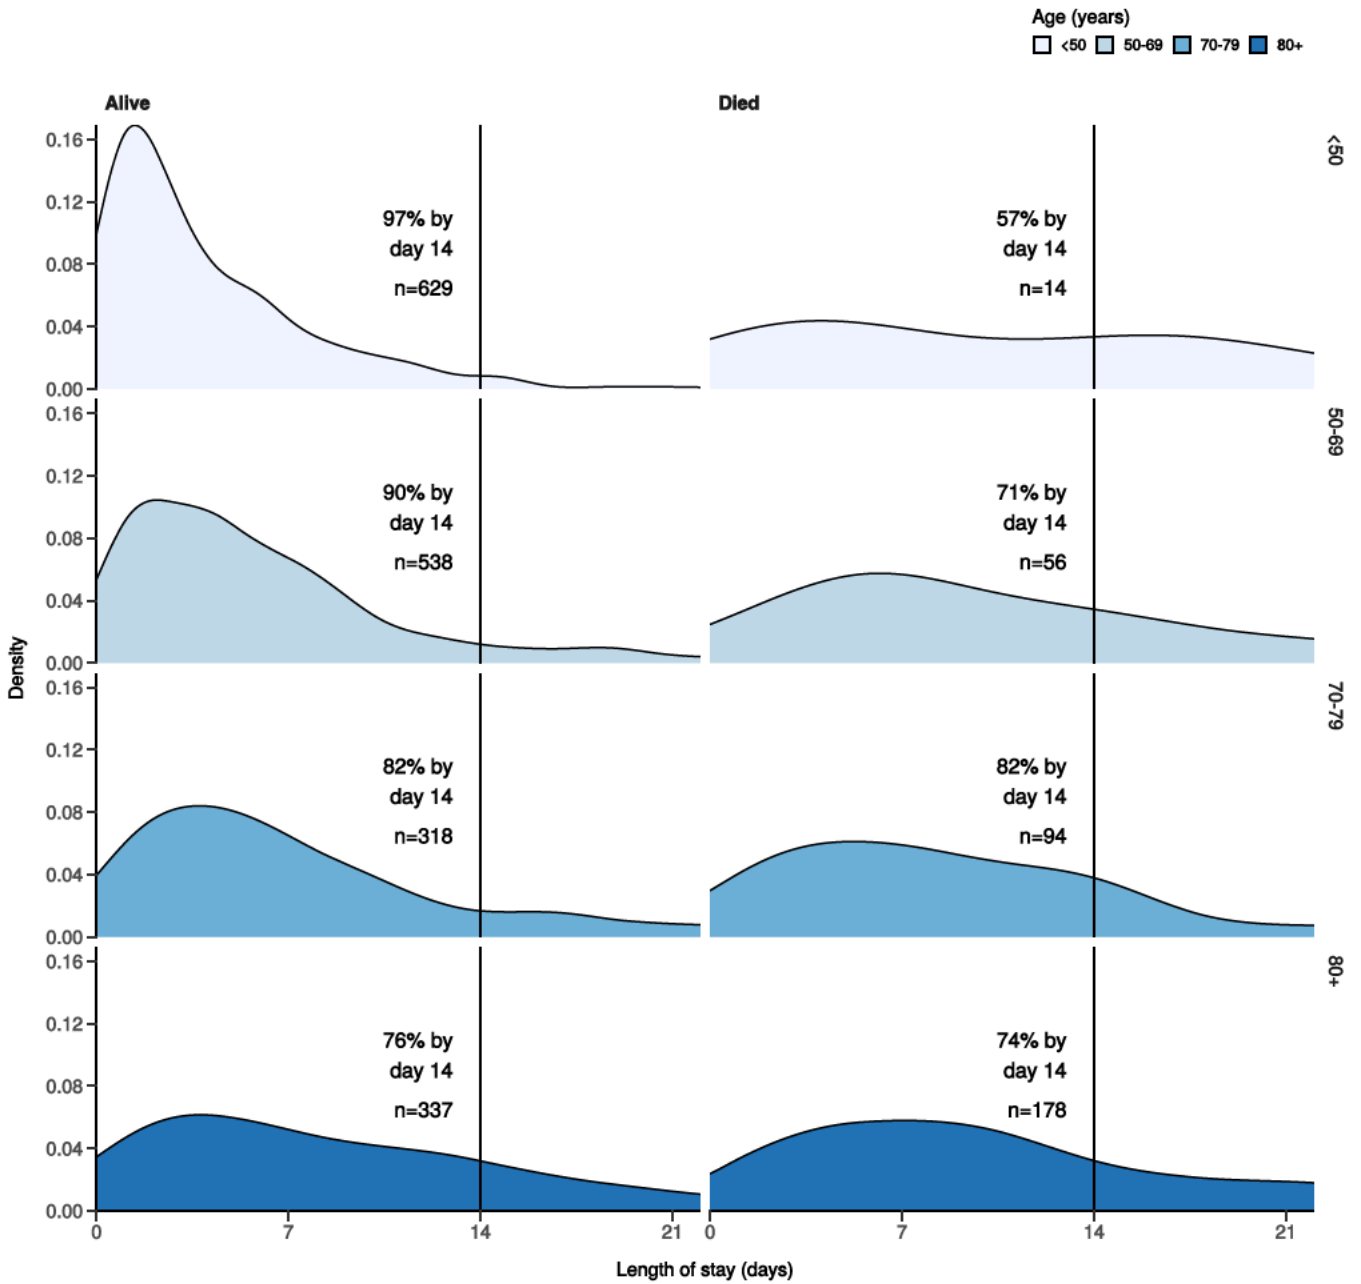 Age (years)
<50 50-69 70-79 80+
Alive Died
0.16
0.12
0.08
0.04
0.00
97% by
day 14
n=629
57% by
day 14
n=14
<50
0.16
0.12
0.08
0.04
0.00
90% by
day 14
n=538
71% by
day 14
n=56
50-69
Density
0.16
0.12
0.08
0.04
0.00
82% by
day 14
n=318
82% by
day 14
n=94
70-79
0.16
0.12
0.08
0.04
0.00
76% by
day 14
n=337
74% by
day 14
n=178
80+
0 7 14 21 0 7 14 21
Length of stay (days)